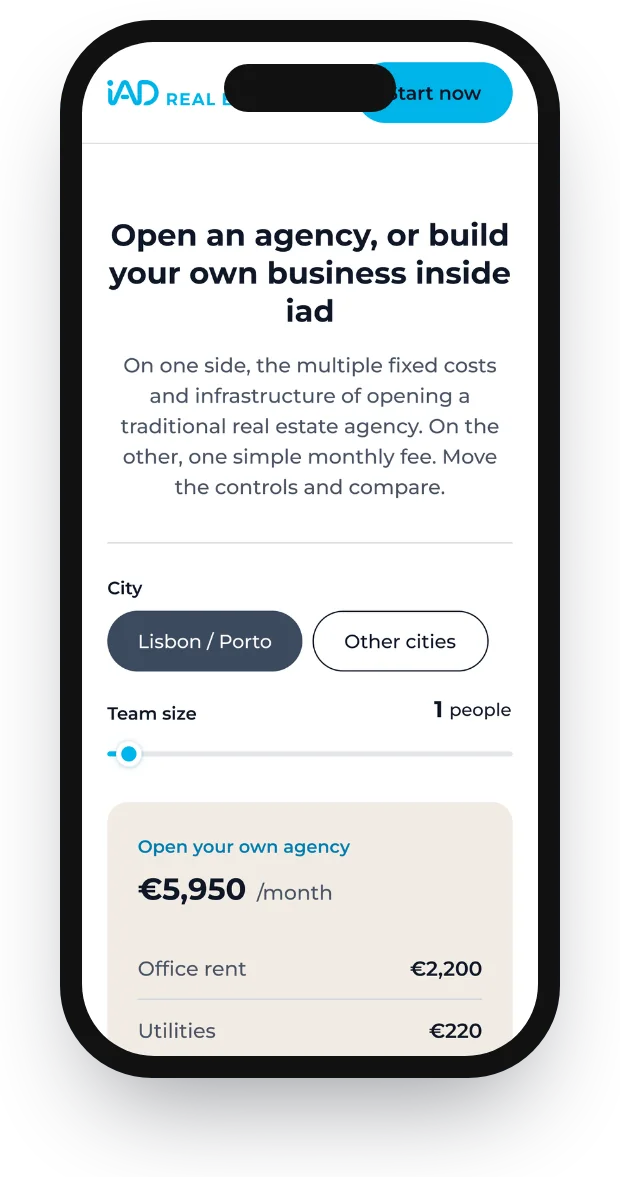 iAD REAL
Start now
Open an agency, or build
your own business inside
iad
On one side, the multiple fixed costs
and infrastructure of opening a
traditional real estate agency. On the
other, one simple monthly fee. Move
the controls and compare.
City
Lisbon / Porto
Other cities
Team size
1 people
Open your own agency
€5,950 /month
Office rent €2,200
Utilities €220